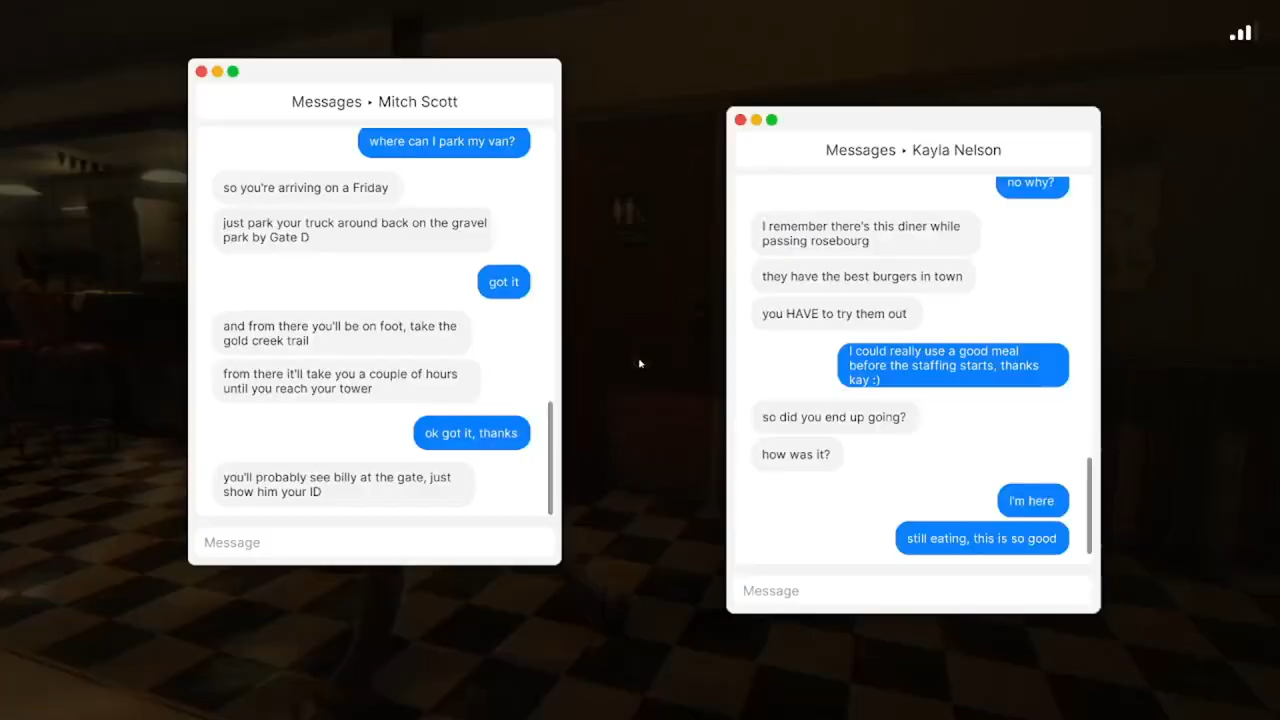 Messages ‣ Mitch Scott
where can I park my van?
so you're arriving on a Friday
just park your truck around back on the gravel
park by Gate D
got it
and from there you'll be on foot, take the
gold creek trail
from there it'll take you a couple of hours
until you reach your tower
ok got it, thanks
you'll probably see billy at the gate, just
show him your ID
Message
Messages ‣ Kayla Nelson
no why?
I remember there's this diner while
passing rosebourg
they have the best burgers in town
you HAVE to try them out
I could really use a good meal
before the staffing starts, thanks
kay :)
so did you end up going?
how was it?
I'm here
still eating, this is so good
Message